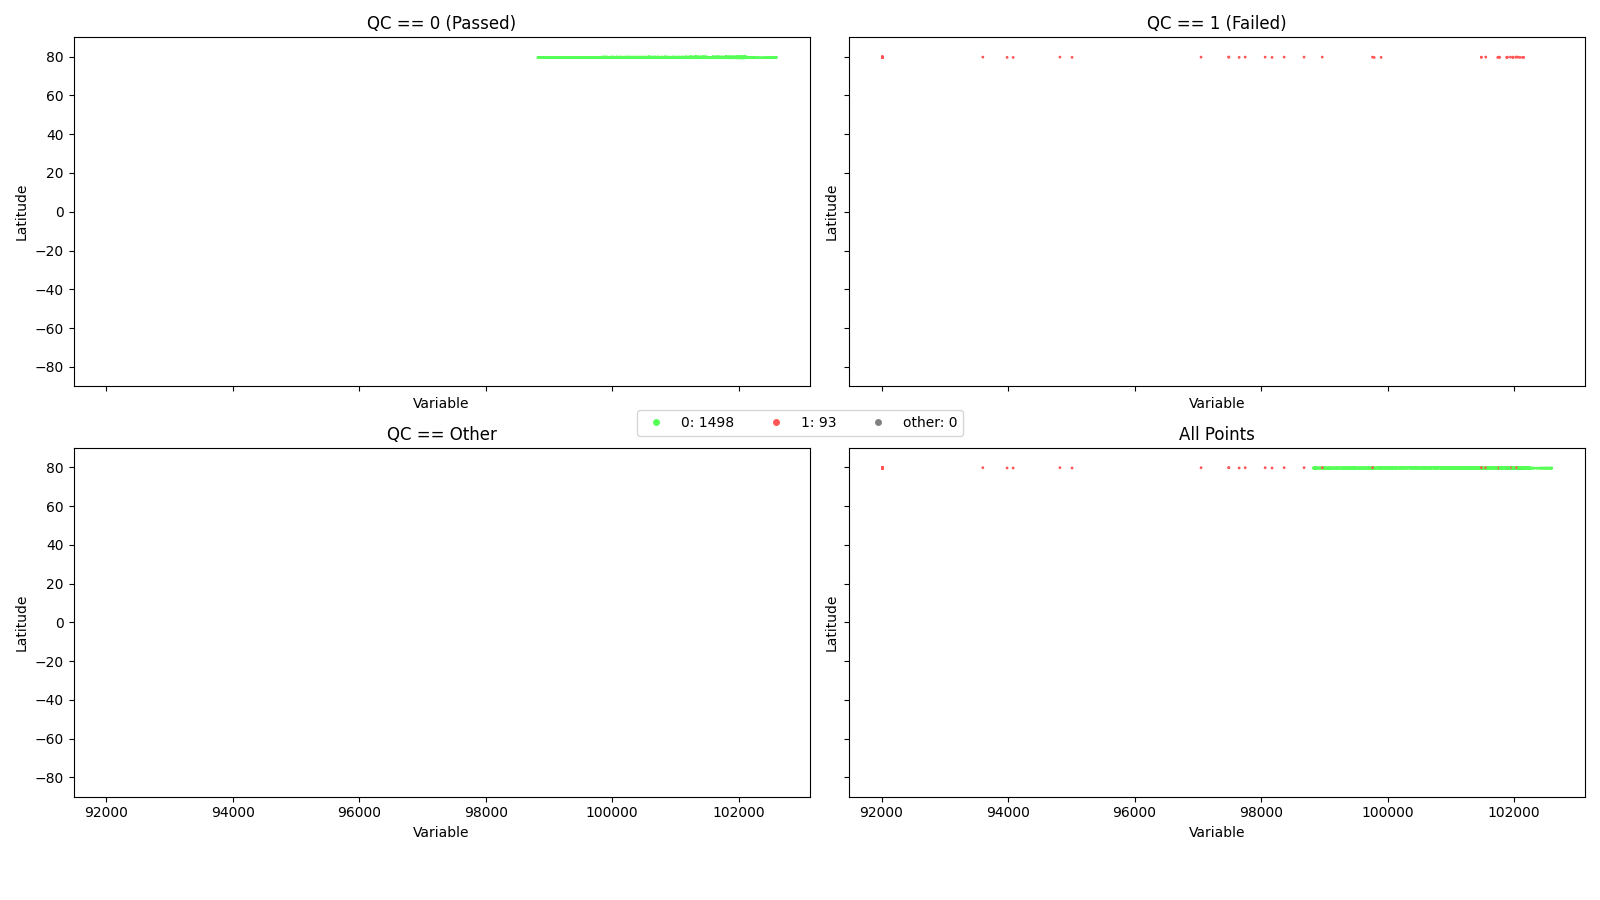 QC == 0 (Passed)
80
60
40
20
0
−20
−40
−60
−80
Latitude
Variable
QC == 1 (Failed)
Latitude
Variable
0: 1498
1: 93
other: 0
QC == Other
80
60
40
20
0
−20
−40
−60
−80
Latitude
92000
94000
96000
98000
100000
102000
Variable
All Points
Latitude
92000
94000
96000
98000
100000
102000
Variable